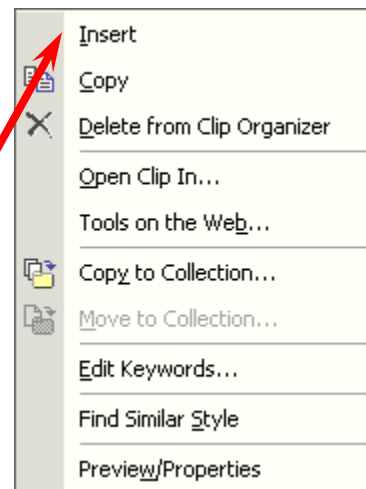 Insert
Copy
Delete from Clip Organizer
Open Clip In...
Tools on the Web...
Copy to Collection...
Move to Collection...
Edit Keywords...
Find Similar Style
Preview/Properties